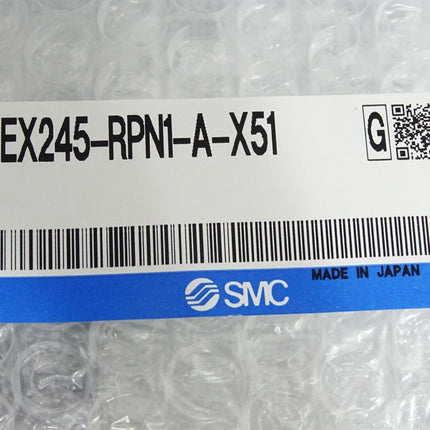 EX245-RPN1-A-X51
G
MADE IN JAPAN
SMC